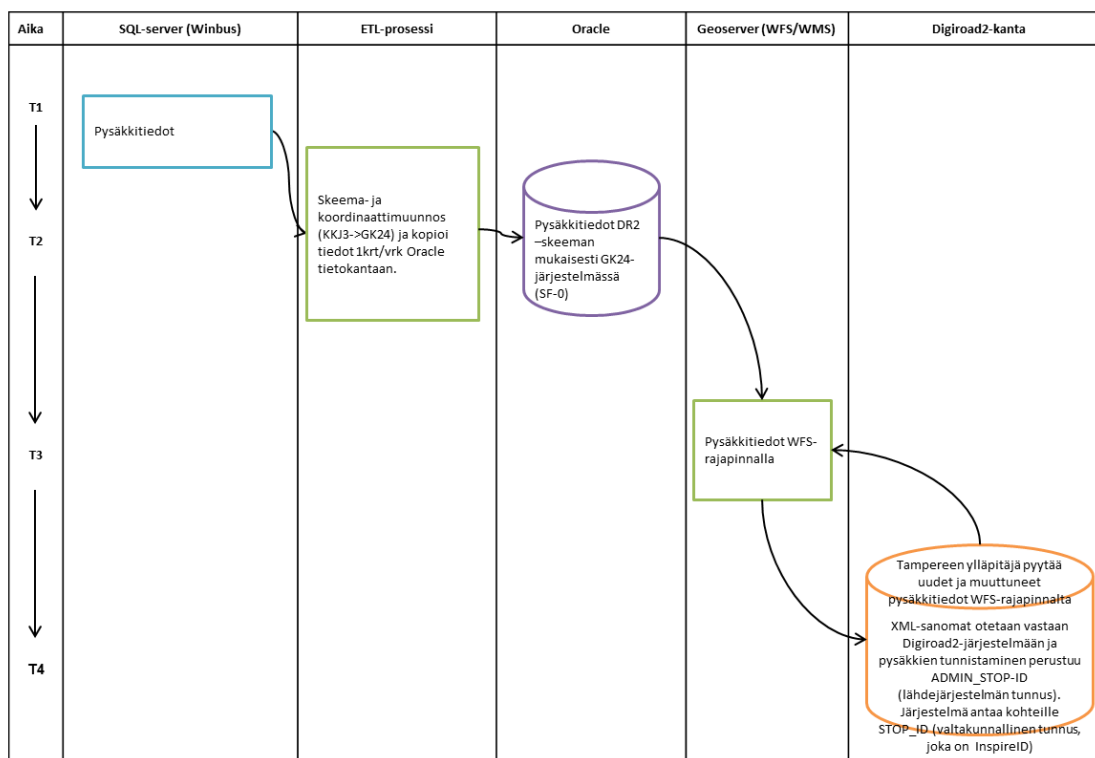 Aika
SQL-server (Winbus)
ETL-prosessi
Oracle
Geoserver (WFS/WMS)
Digiroad2-kanta
T1
Pysäkkitiedot
Skeema- ja
koordinaattimuunnos
(KKJ3->GK24) ja kopioi
tiedot 1krt/vrk Oracle
tietokantaan.
Pysäkkitiedot DR2
–skeeman
mukaisesti GK24-
järjestelmässä
(SF-0)
T2
Pysäkkitiedot WFS-
rajapinnalla
T3
Tampereen ylläpitäjä pyytää
uudet ja muuttuneet
pysäkkitiedot WFS-rajapinnalta
XML-sanomat otetaan vastaan
Digiroad2-järjestelmään ja
pysäkkien tunnistaminen perustuu
ADMIN_STOP-ID
(lähdejärjestelmän tunnus).
Järjestelmä antaa kohteille
STOP_ID (valtakunnallinen tunnus,
joka on InspireID)
T4